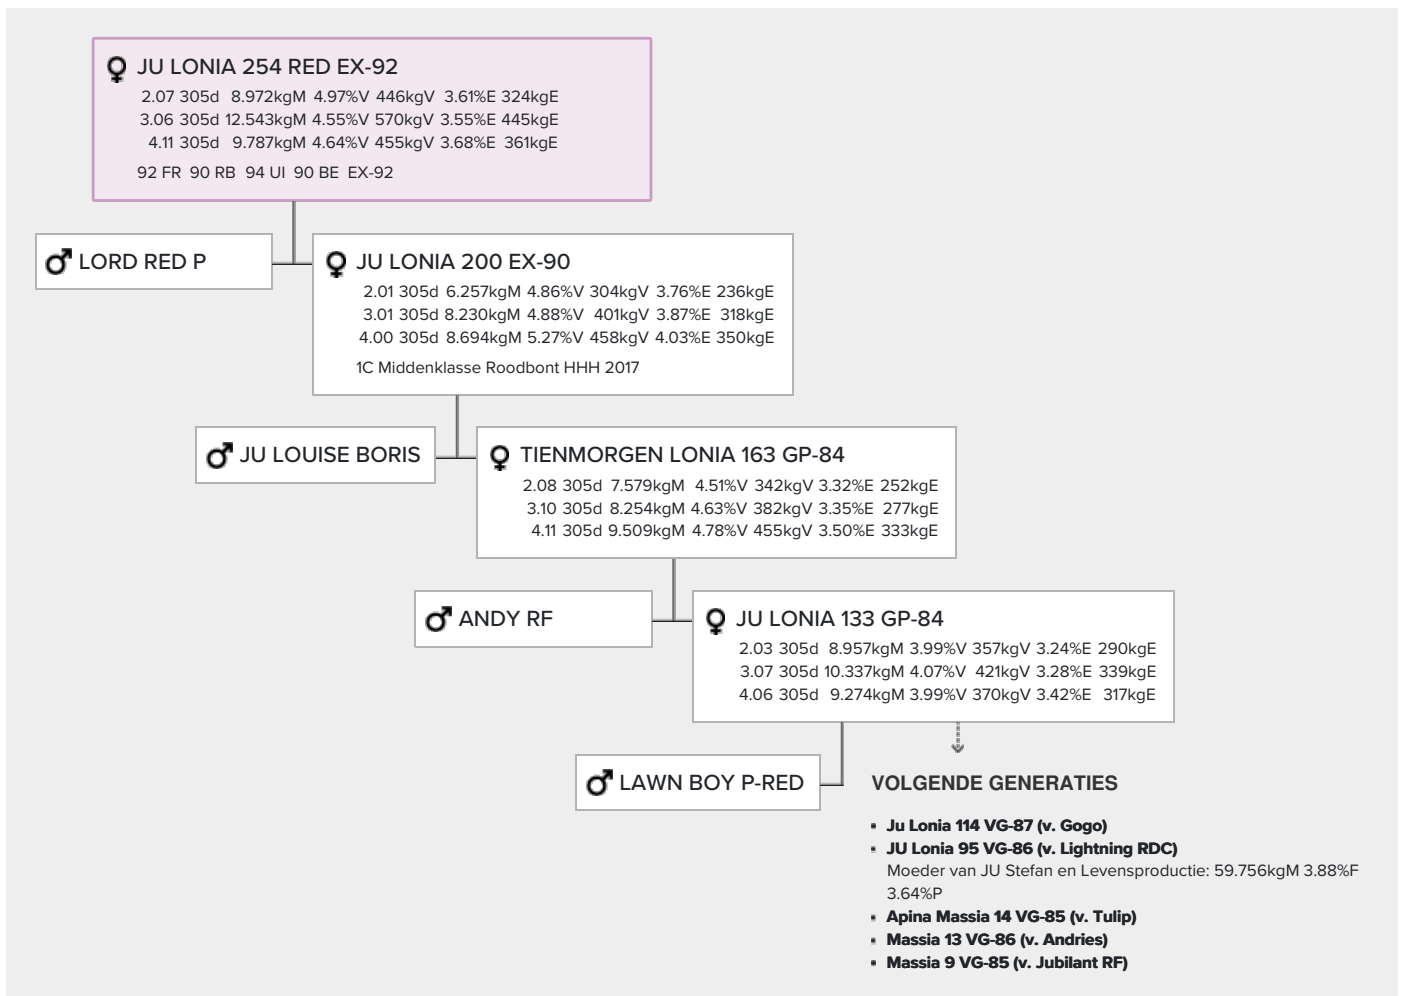 JU LONIA 254 RED EX-92
2.07 305d 8.972kgM 4.97%V 446kgV 3.61%E 324kgE
3.06 305d 12.543kgM 4.55%V 570kgV 3.55%E 445kgE
4.11 305d 9.787kgM 4.64%V 455kgV 3.68%E 361kgE
92 FR 90 RB 94 UI 90 BE EX-92
LORD RED P
JU LONIA 200 EX-90
2.01 305d 6.257kgM 4.86%V 304kgV 3.76%E 236kgE
3.01 305d 8.230kgM 4.88%V 401kgV 3.87%E 318kgE
4.00 305d 8.694kgM 5.27%V 458kgV 4.03%E 350kgE
1C Middenklasse Roodbont HHH 2017
JU LOUISE BORIS
TIENMORGEN LONIA 163 GP-84
2.08 305d 7.579kgM 4.51%V 342kgV 3.32%E 252kgE
3.10 305d 8.254kgM 4.63%V 382kgV 3.35%E 277kgE
4.11 305d 9.509kgM 4.78%V 455kgV 3.50%E 333kgE
ANDY RF
JU LONIA 133 GP-84
2.03 305d 8.957kgM 3.99%V 357kgV 3.24%E 290kgE
3.07 305d 10.337kgM 4.07%V 421kgV 3.28%E 339kgE
4.06 305d 9.274kgM 3.99%V 370kgV 3.42%E 317kgE
LAWN BOY P-RED
VOLGENDE GENERATIES
Ju Lonia 114 VG-87 (v. Gogo)
JU Lonia 95 VG-86 (v. Lightning RDC)
Moeder van JU Stefan en Levensproductie: 59.756kgM 3.88%F
3.64%P
Apina Massia 14 VG-85 (v. Tulip)
Massia 13 VG-86 (v. Andries)
Massia 9 VG-85 (v. Jubilant RF)